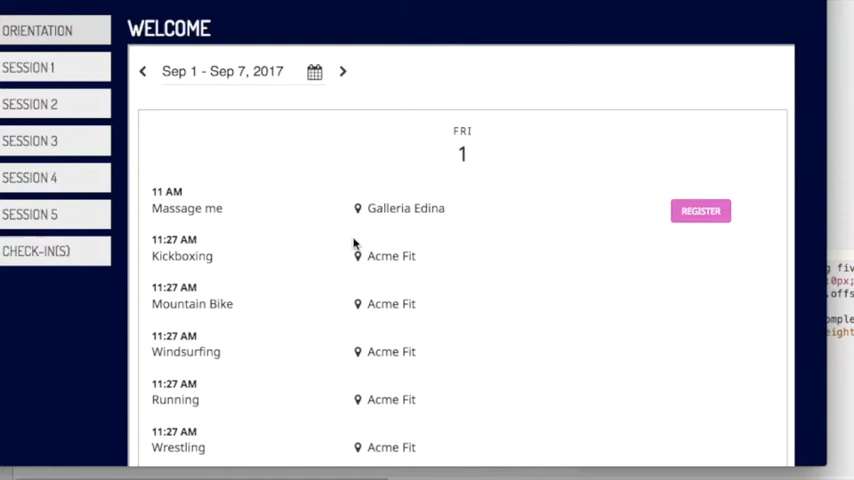 ORIENTATION
SESSION 1
SESSION 2
SESSION 3
SESSION 4
SESSION 5
CHECK-IN(S)
WELCOME
Sep 1 - Sep 7, 2017
FRI
1
11 AM
Massage me
Galleria Edina
REGISTER
11:27 AM
Kickboxing
Acme Fit
11:27 AM
Mountain Bike
Acme Fit
11:27 AM
Windsurfing
Acme Fit
11:27 AM
Running
Acme Fit
11:27 AM
Wrestling
Acme Fit
:0px;
.offs